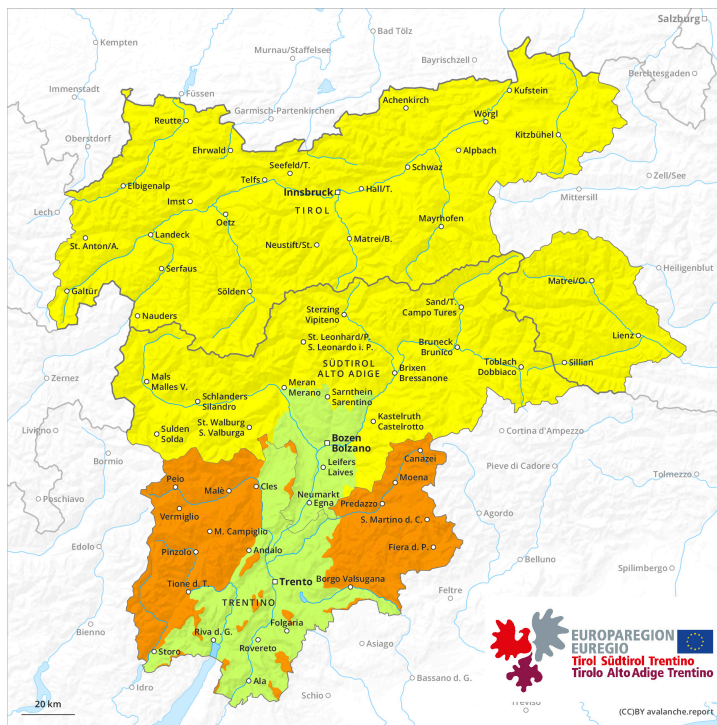 Salzburg
Bad Tölz
Kempten
Murnau/Staffelsee
Bayrischzell
Berchtesgaden
Immenstadt
Füssen
Garmisch-Partenkirchen
Achenkirch
Kufstein
Reutte
Wörgl
Oberstdorf
Ehrwald
Kitzbühel
Alpbach
Seefeld/T.
Schwaz
Zell/See
Telfs
Elbigenalp
Innsbruck
Hall/T.
Mittersill
Imst
TIROL
Lech
Oetz
Mayrhofen
St. Anton/A.
Landeck
Neustift/St.
Matrei/B.
Serfaus
Heiligenblut
Galtür
Sölden
Matrei/O.
Nauders
Sand/T.
Campo Tures
Sterzing
Vipiteno
Lienz
St. Leonhard/P.
S. Leonardo i. P.
Bruneck
Brunico
Sillian
Toblach
Dobbiaco
SÜDTIROL
ALTO ADIGE
Brixen
Bressanone
Zernez
Mals
Malles V.
Meran
Merano
Sarnthein
Sarentino
Schlanders
Silandro
Kastelruth
Castelrotto
St. Walburg
S. Valburga
Livigno
Sulden
Solda
Bozen
Bolzano
Cortina d'Ampezzo
Bormio
Canazei
Pieve di Cadore
Leifers
Laives
Tolmezzo
Peio
Malè
Cles
Moena
Poschiavo
Neumarkt
Egna
Predazzo
Vermiglio
Agordo
S. Martino d. C.
M. Campiglio
Edolo
Pinzolo
Andalo
Fiera d. P.
Belluno
Spilimbergo
Tione d. T.
Trento
Borgo Valsugana
Feltre
TRENTINO
Folgaria
Bienno
Riva d. G.
Rovereto
Storo
Asiago
Ala
Bassano d. G.
Idro
Schio
Treviso
EUROPAREGION
EUREGIO
Tirol Südtirol Trentino
Tirolo Alto Adige Trentino
20 km
(CC)BY avalanche.report